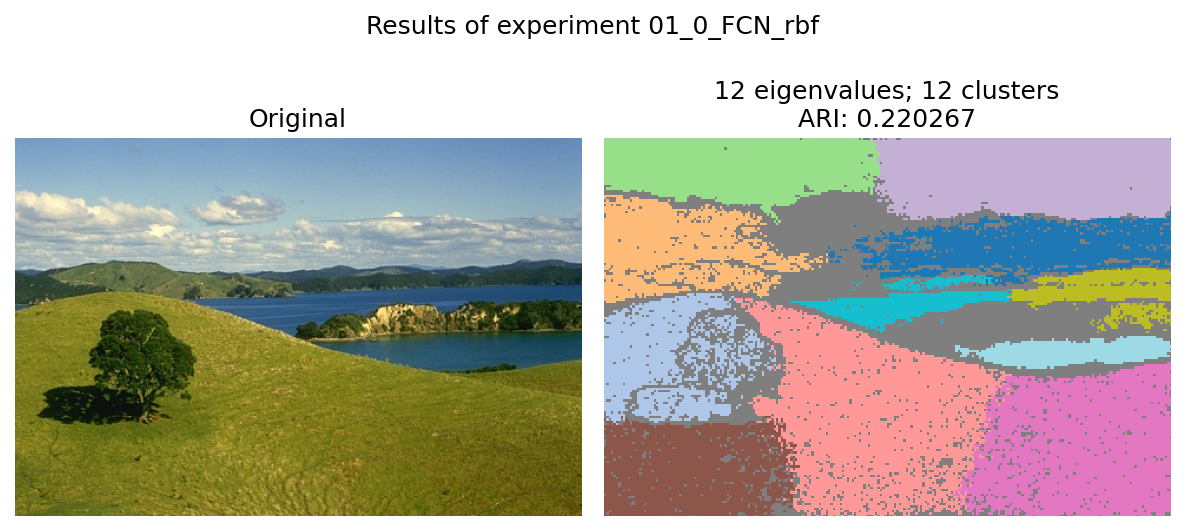 Results of experiment 01_0_FCN_rbf
Original
12 eigenvalues; 12 clusters
ARI: 0.220267